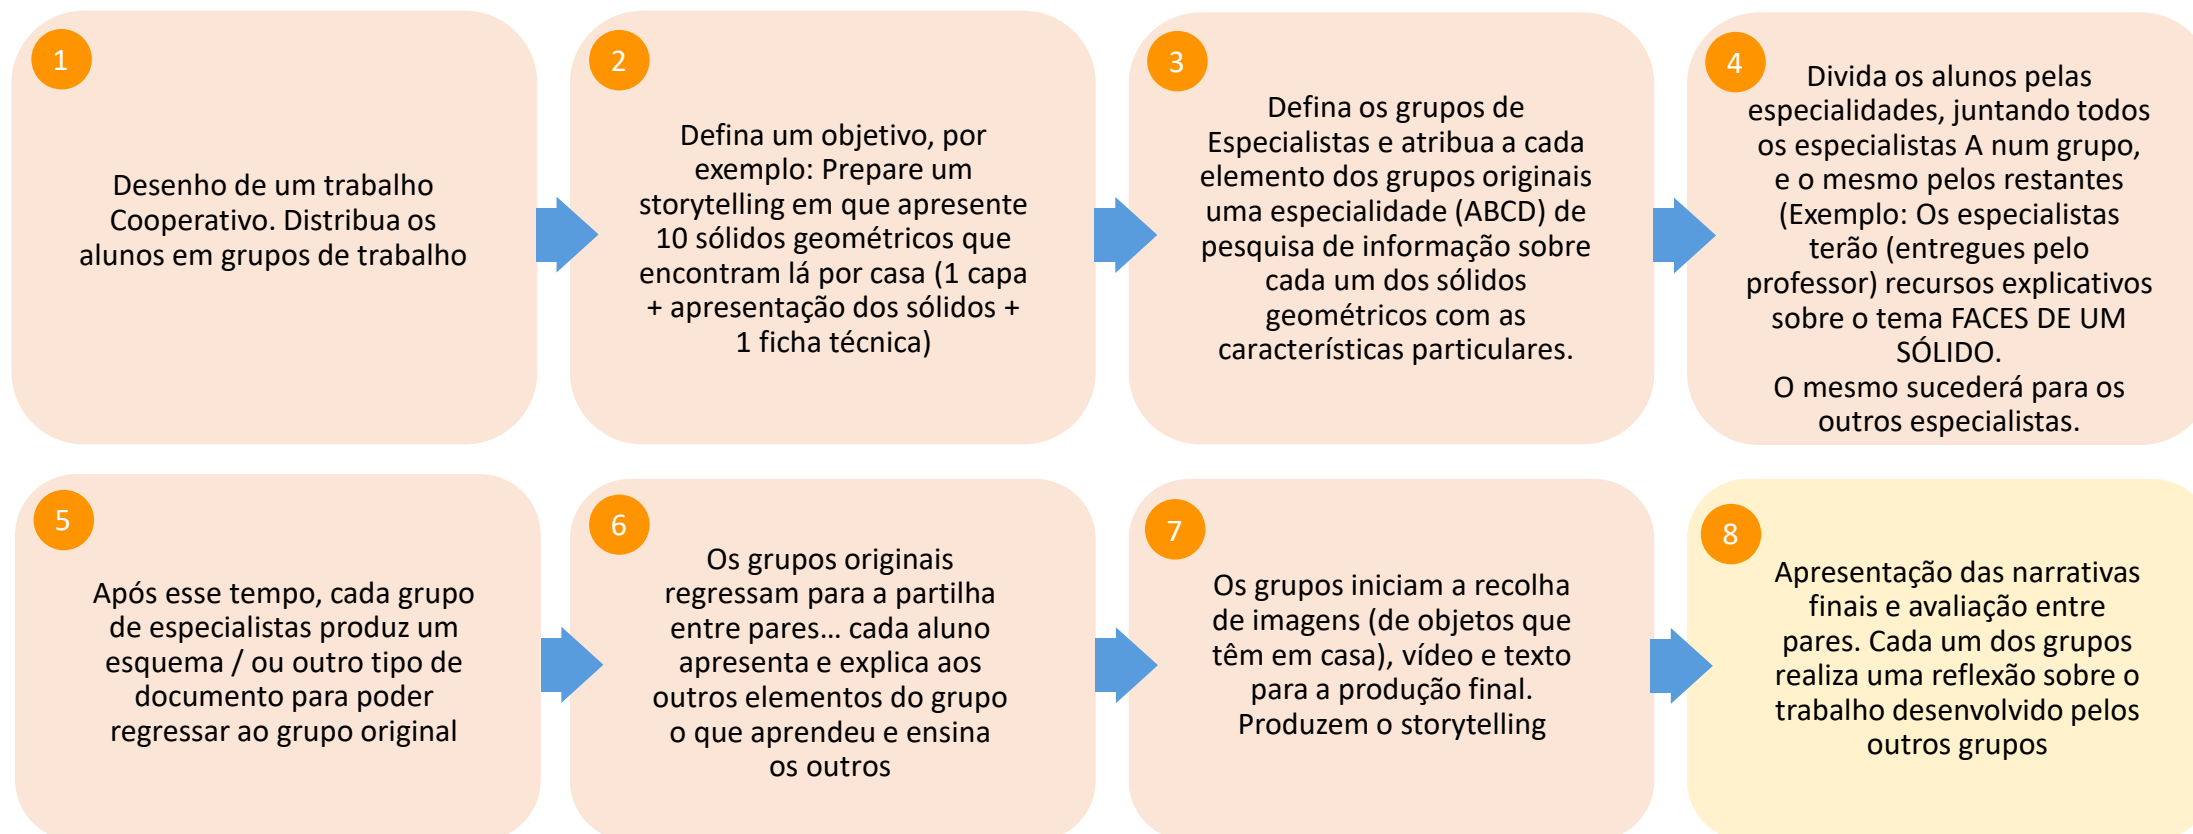 1
Desenho de um trabalho
Cooperativo. Distribua os
alunos em grupos de trabalho
2
Defina um objetivo, por
exemplo: Prepare um
storytelling em que apresente
10 sólidos geométricos que
encontram lá por casa (1 capa
+ apresentação dos sólidos +
1 ficha técnica)
3
Defina os grupos de
Especialistas e atribua a cada
elemento dos grupos originais
uma especialidade (ABCD) de
pesquisa de informação sobre
cada um dos sólidos
geométricos com as
características particulares.
4
Divida os alunos pelas
especialidades, juntando todos
os especialistas A num grupo,
e o mesmo pelos restantes
(Exemplo: Os especialistas
terão (entregues pelo
professor) recursos explicativos
sobre o tema FACES DE UM
SÓLIDO.
O mesmo sucederá para os
outros especialistas.
5
Após esse tempo, cada grupo
de especialistas produz um
esquema / ou outro tipo de
documento para poder
regressar ao grupo original
6
Os grupos originais
regressam para a partilha
entre pares... cada aluno
apresenta e explica aos
outros elementos do grupo
o que aprendeu e ensina
os outros
7
Os grupos iniciam a recolha
de imagens (de objetos que
têm em casa), vídeo e texto
para a produção final.
Produzem o storytelling
8
Apresentação das narrativas
finais e avaliação entre
pares. Cada um dos grupos
realiza uma reflexão sobre o
trabalho desenvolvido pelos
outros grupos